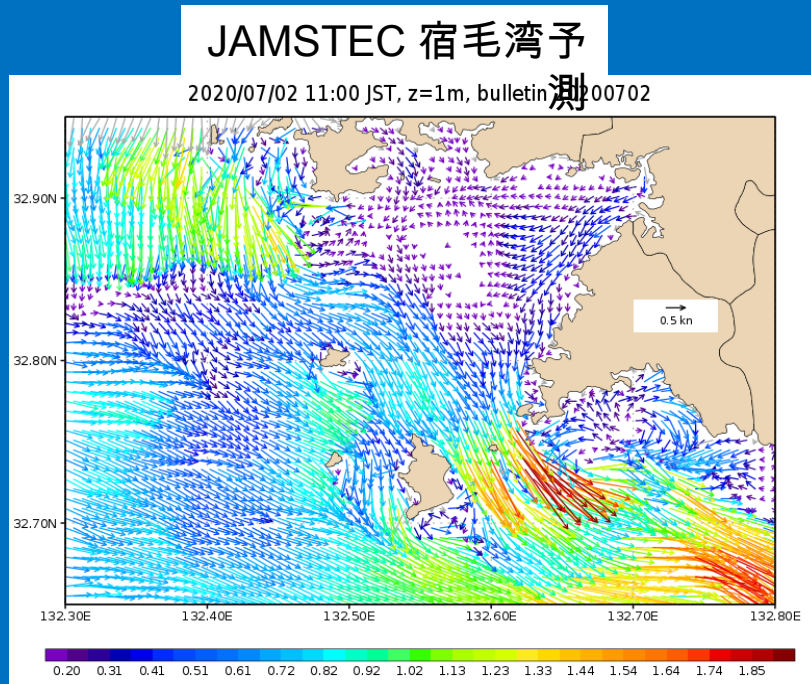 JAMSTEC 宿毛湾予
測
2020/07/02 11:00 JST, z=1m, bulletin 20200702
32.90N
0.5 kn
32.80N
32.70N
132.30E 132.40E 132.50E 132.60E 132.70E 132.80E
0.20 0.31 0.41 0.51 0.61 0.72 0.82 0.92 1.02 1.13 1.23 1.33 1.44 1.54 1.64 1.74 1.85